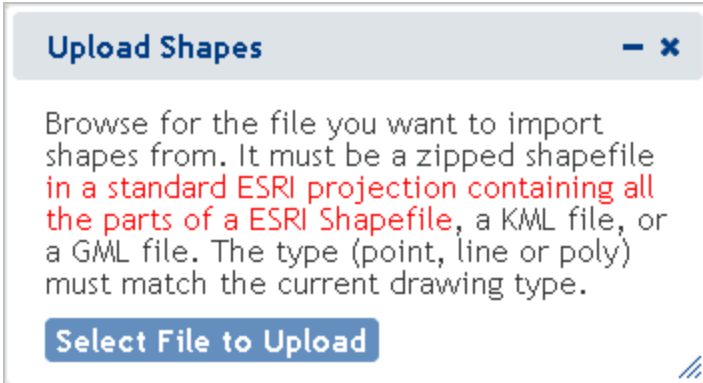 Upload Shapes
Browse for the file you want to import
shapes from. It must be a zipped shapefile
in a standard ESRI projection containing all
the parts of a ESRI Shapefile, a KML file, or
a GML file. The type (point, line or poly)
must match the current drawing type.
Select File to Upload